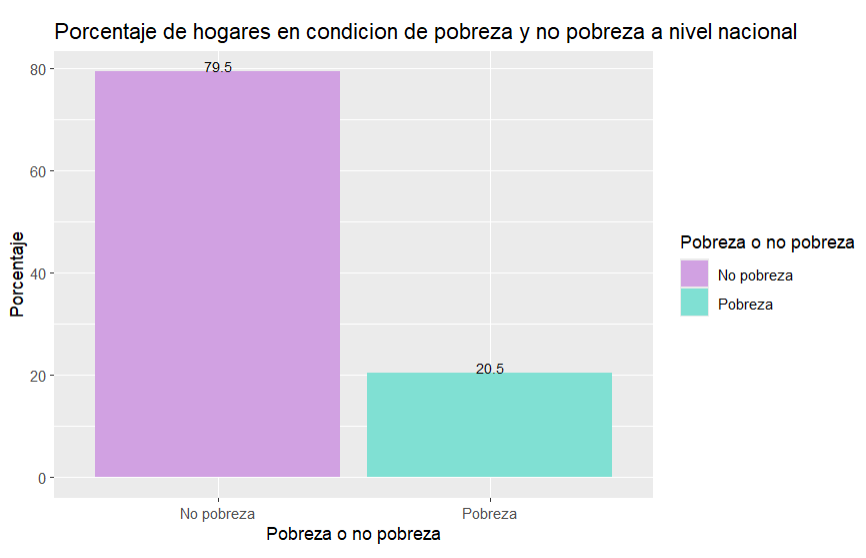 Porcentaje de hogares en condicion de pobreza y no pobreza a nivel nacional
Porcentaje
80
60
40
20
0
79.5
20.5
No pobreza
Pobreza
Pobreza o no pobreza
Pobreza o no pobreza
No pobreza
Pobreza